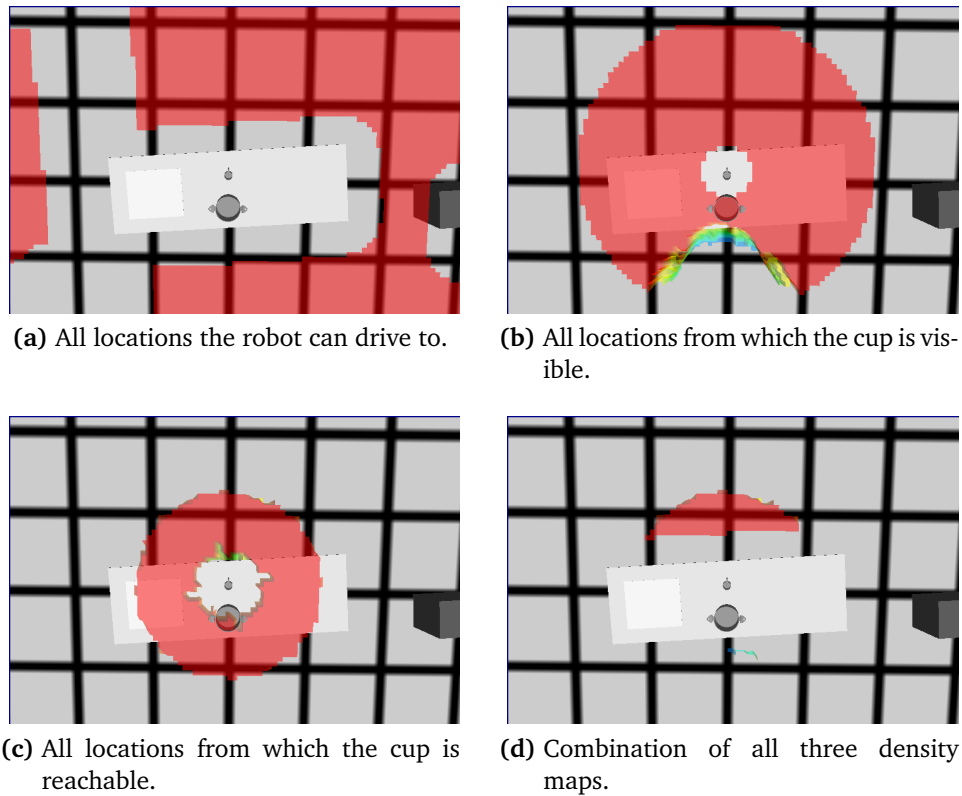 (a) All locations the robot can drive to.
(b) All locations from which the cup is vis-
ible.
(c) All locations from which the cup is
reachable.
(d) Combination of all three density
maps.